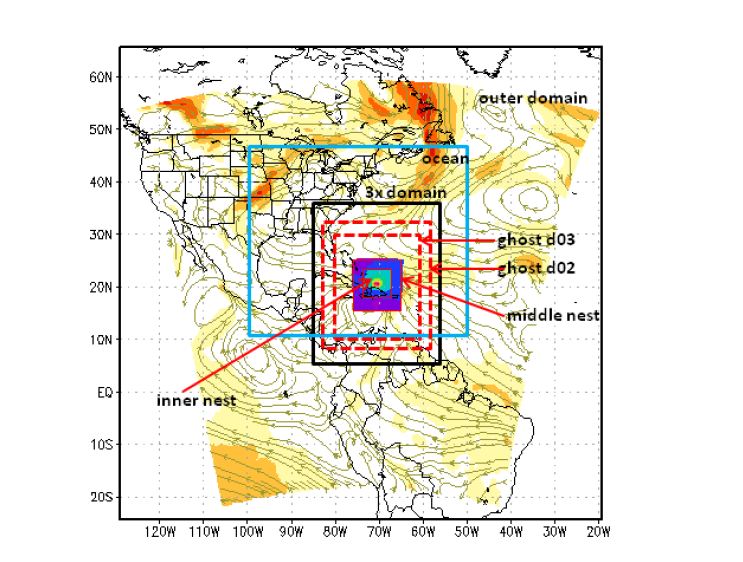 60N
outer domain
50N
ocean
40N
3x domain
30N
ghost d03
ghost d02
20N
middle nest
10N
EQ
inner nest
10S
20S
120W 110W 100W 90W 80W 70W 60W 50W 40W 30W 20W